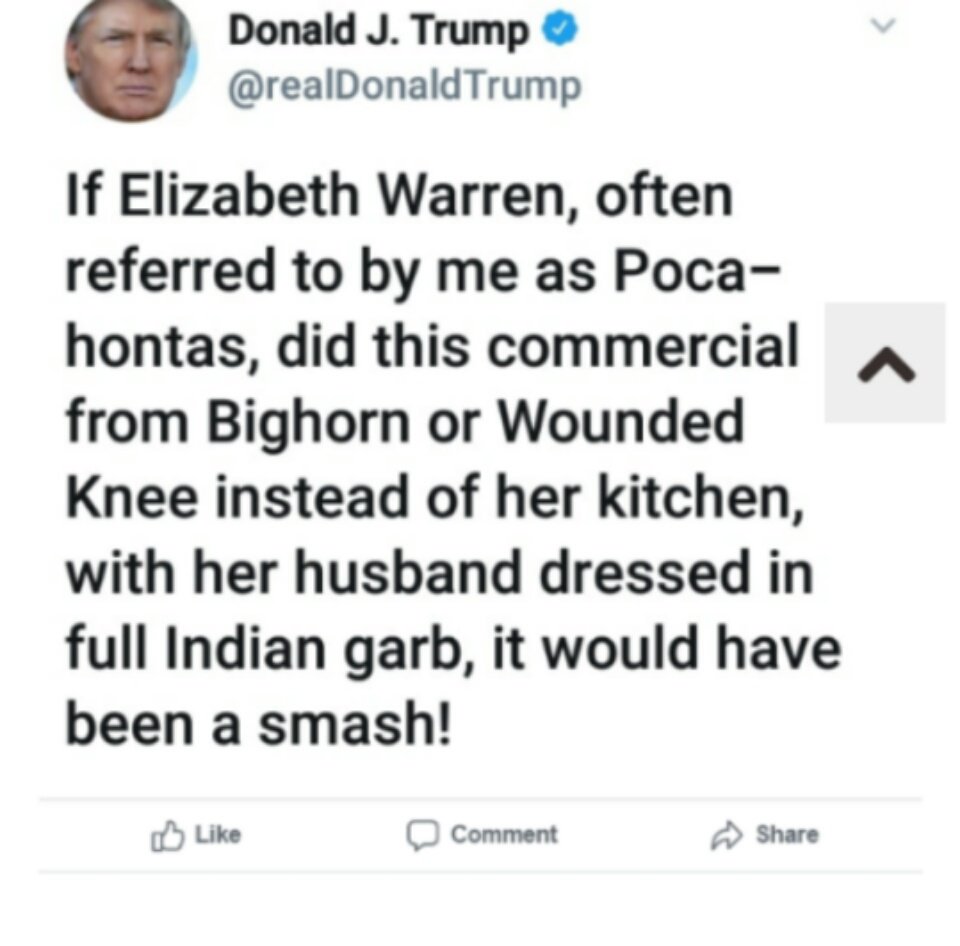 Donald J. Trump
@realDonaldTrump
If Elizabeth Warren, often
referred to by me as Poca–
hontas, did this commercial
from Bighorn or Wounded
Knee instead of her kitchen,
with her husband dressed in
full Indian garb, it would have
been a smash!
Like Comment Share